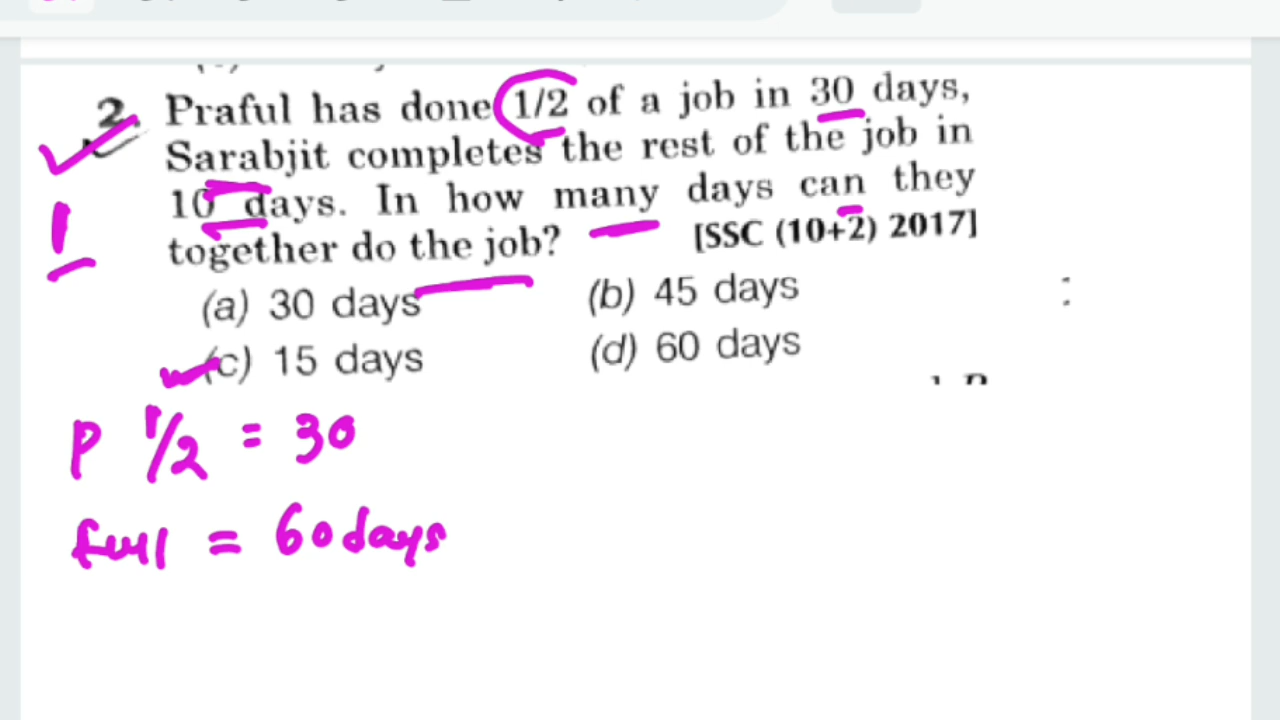 2. Praful has done 1/2 of a job in 30 days,
Sarabjit completes the rest of the job in
10 days. In how many days can they
together do the job? [SSC (10+2) 2017]
(a) 30 days (b) 45 days
(c) 15 days (d) 60 days
P 1/2 = 30
full = 60 days